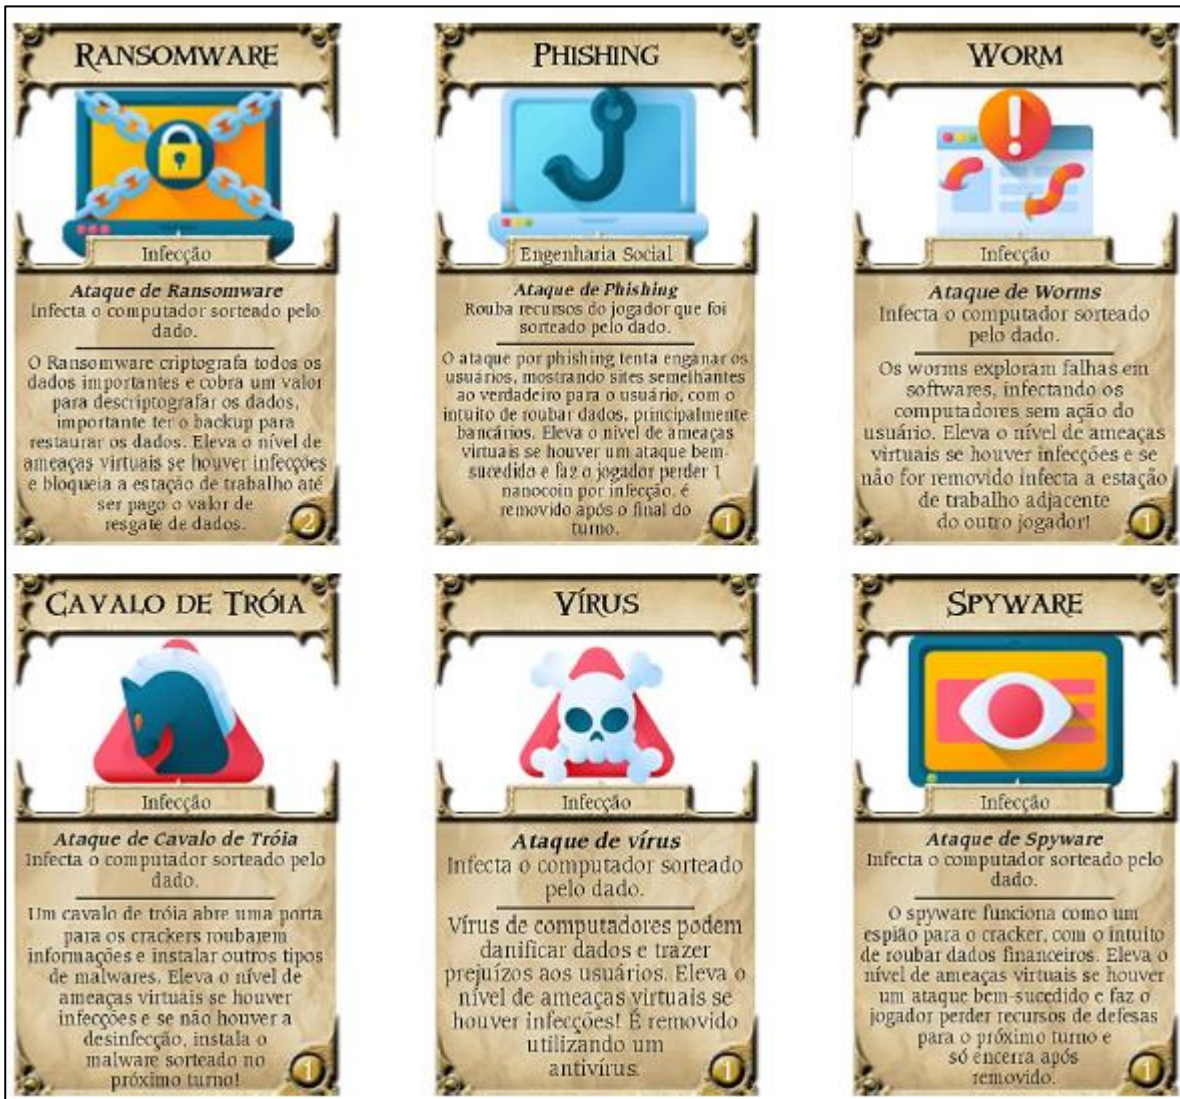 RANSOMWARE
Infecção
Ataque de Ransomware
Infecta o computador sorteado pelo
dado.
O Ransomware criptografa todos os
dados importantes e cobra um valor
para descriptografar os dados,
importante ter o backup para
restaurar os dados. Eleva o nível de
ameaças virtuais se houver infecções
e bloqueia a estação de trabalho até
ser pago o valor de
resgate de dados.
2
PHISHING
Engenharia Social
Ataque de Phishing
Rouba recursos do jogador que foi
sorteado pelo dado.
O ataque por phishing tenta enganar os
usuários, mostrando sites semelhantes
ao verdadeiro para o usuário, com o
intuito de roubar dados, principalmente
bancários. Eleva o nível de ameaças
virtuais se houver um ataque bem-
sucedido e faz o jogador perder 1
nanocoin por infecção, é
removido após o final do
turno.
1
WORM
Infecção
Ataque de Worms
Infecta o computador sorteado
pelo dado.
Os worms exploram falhas em
softwares, infectando os
computadores sem ação do
usuário. Eleva o nível de ameaças
virtuais se houver infecções e se
não for removido infecta a estação
de trabalho adjacente
do outro jogador!
1
CAVALO DE TRÓIA
Infecção
Ataque de Cavalo de Tróia
Infecta o computador sorteado pelo
dado.
Um cavalo de tróia abre uma porta
para os crackers roubarem
informações e instalar outros tipos
de malwares. Eleva o nível de
ameaças virtuais se houver
infecções e se não houver a
desinfecção, instala o
malware sorteado no
próximo turno!
1
VÍRUS
Infecção
Ataque de vírus
Infecta o computador sorteado
pelo dado.
Vírus de computadores podem
danificar dados e trazer
prejuízos aos usuários. Eleva o
nível de ameaças virtuais se
houver infecções! É removido
utilizando um
antivírus.
1
SPYWARE
Infecção
Ataque de Spyware
Infecta o computador sorteado pelo
dado.
O spyware funciona como um
espião para o cracker, com o intuito
de roubar dados financeiros. Eleva o
nível de ameaças virtuais se houver
um ataque bem-sucedido e faz o
jogador perder recursos de defesas
para o próximo turno e
só encerra após
removido.
1